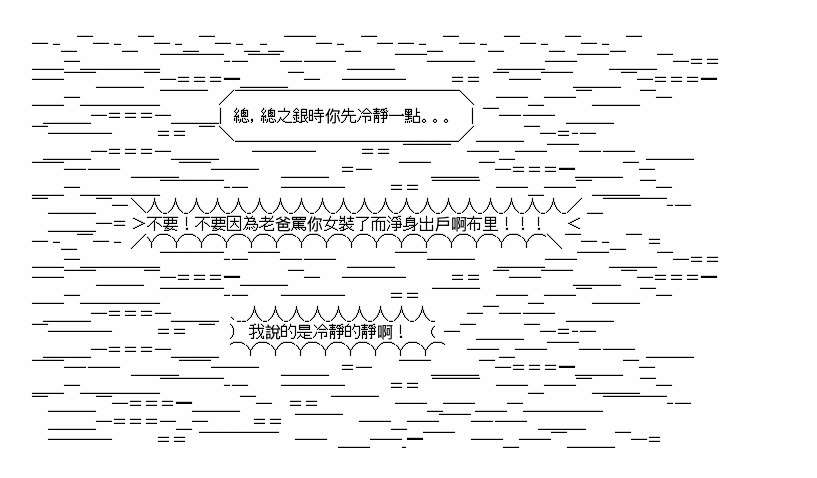 總，總之銀時你先冷靜一點。。。
不要！不要因為老爸罵你女裝了而淨身出戶啊布里！！！
我說的是冷靜的靜啊！